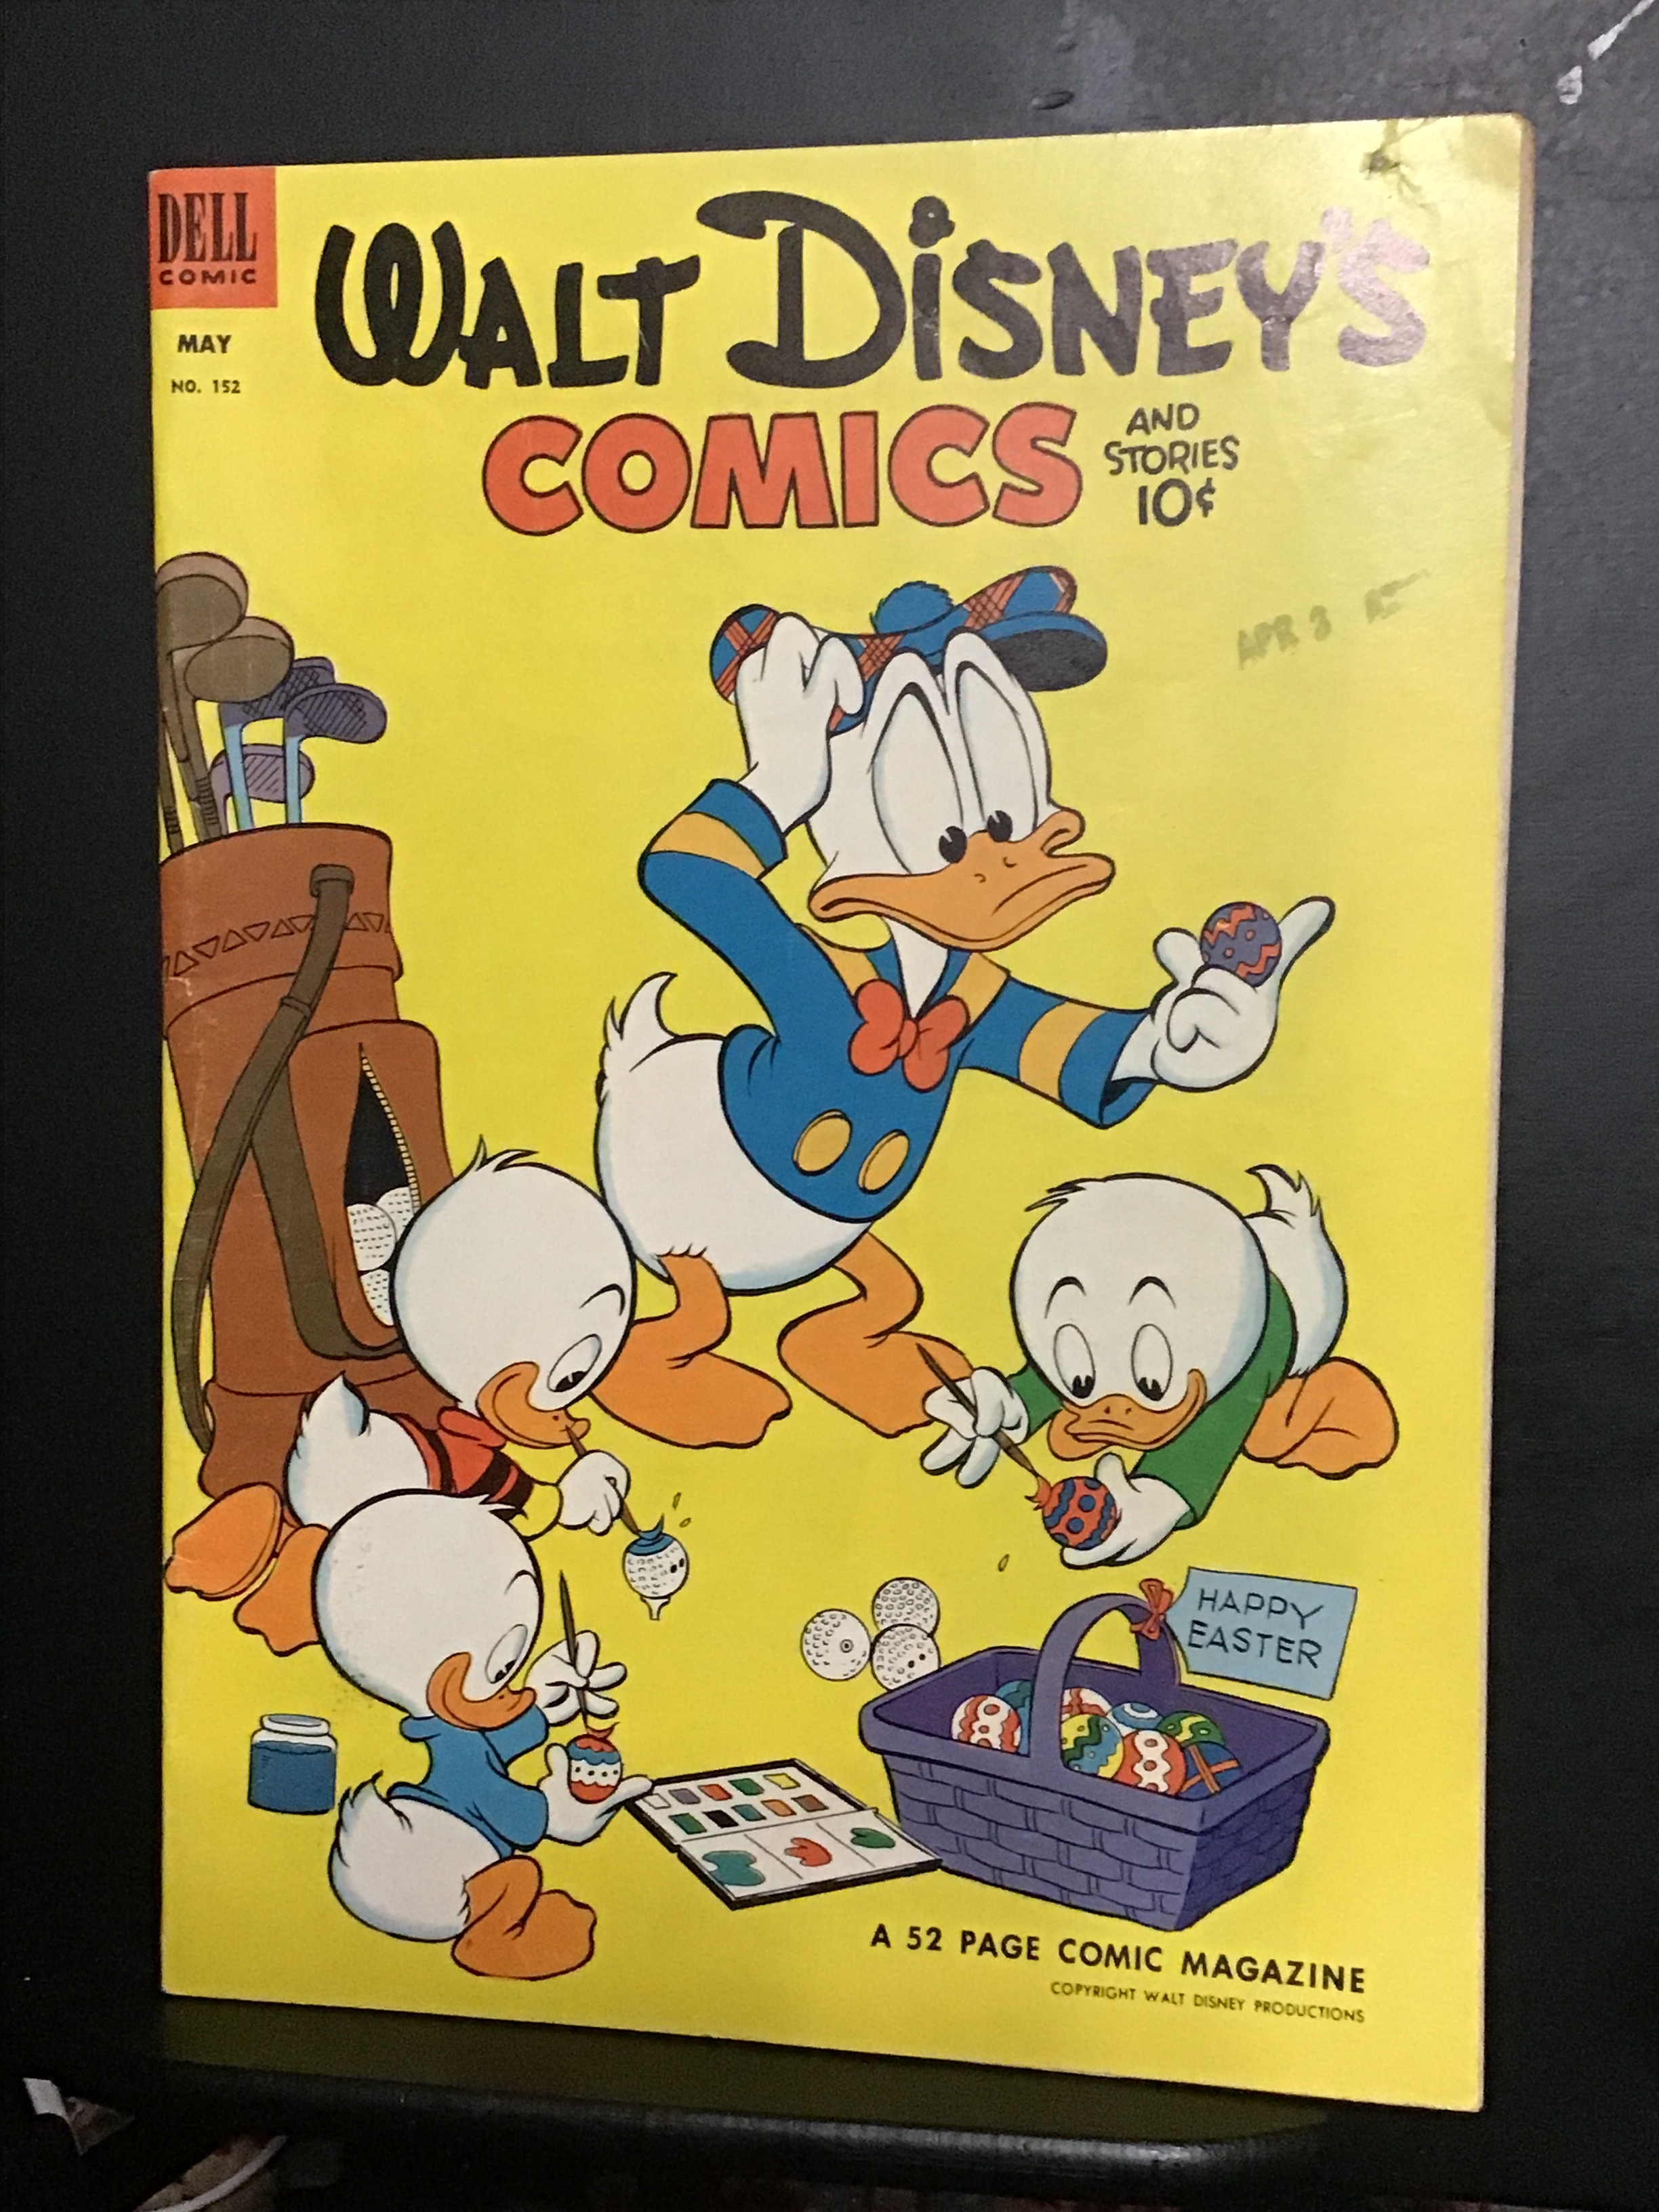 DELL
COMIC
MAY
NO. 152
WALT DISNEY'S
COMICS
AND
STORIES
10¢
APR 3
HAPPY
EASTER
A 52 PAGE COMIC MAGAZINE
COPYRIGHT WALT DISNEY PRODUCTIONS